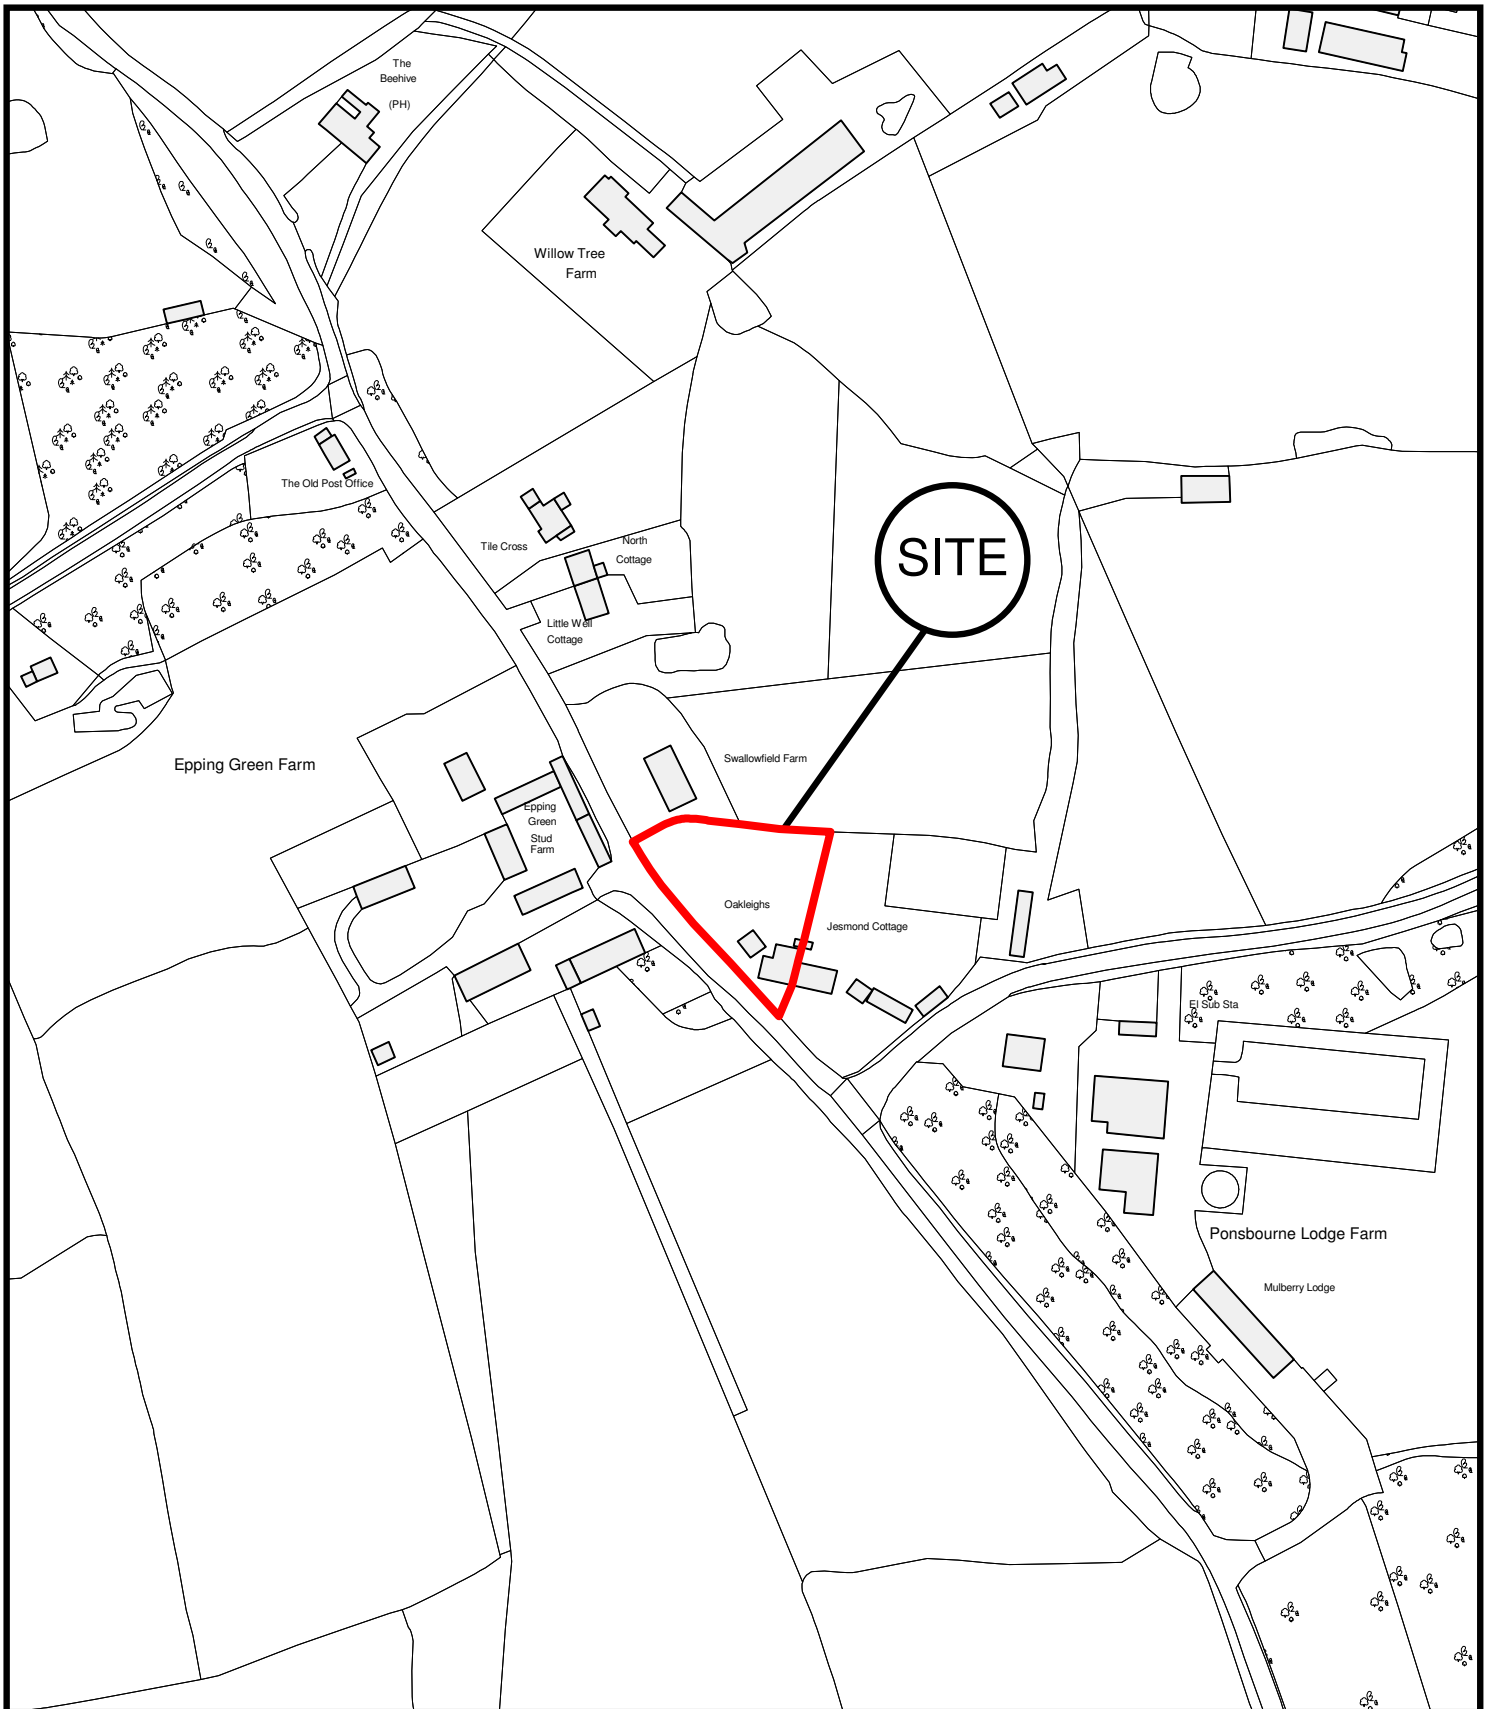 The
Beehive
(PH)
Willow Tree
Farm
The Old Post Office
Tile Cross
North
Cottage
SITE
Little Well
Cottage
Epping Green Farm
Swallowfield Farm
Epping
Green
Stud
Farm
Oakleighs
Jesmond Cottage
El Sub Sta
Ponsbourne Lodge Farm
Mulberry Lodge